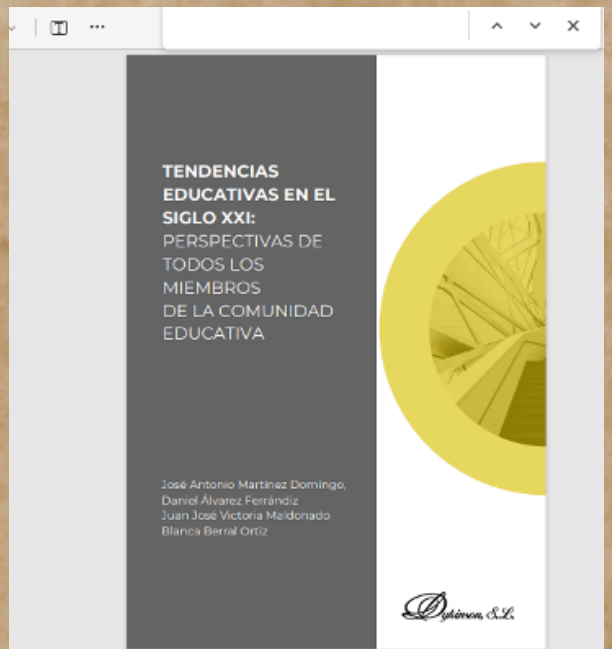 TENDENCIAS
EDUCATIVAS EN EL
SIGLO XXI:
PERSPECTIVAS DE
TODOS LOS
MIEMBROS
DE LA COMUNIDAD
EDUCATIVA
José Antonio Martínez Domingo,
Daniel Álvarez Ferrándiz
Juan José Victoria Maldonado
Blanca Berral Ortiz
Dykinson, S.L.